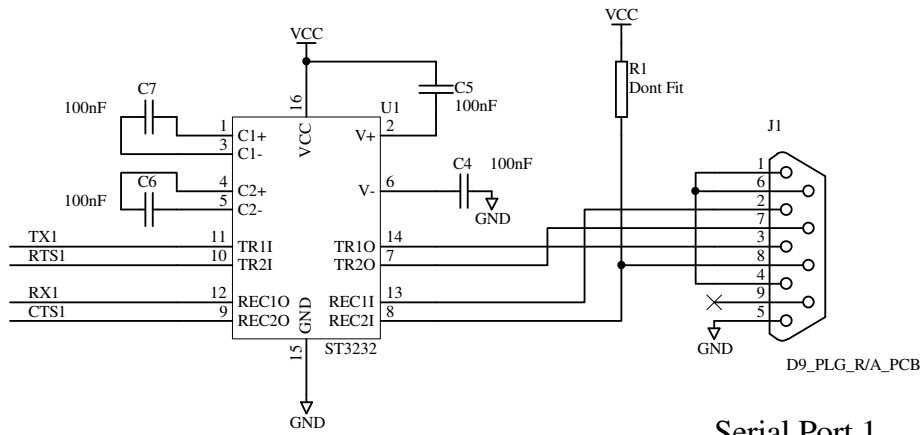 VCC
VCC
R1
Dont Fit
C7
100nF
C5
100nF
U1
J1
16
VCC
1
C1+
3
C1-
V+
2
C4
100nF
GND
C6
100nF
4
C2+
5
C2-
V-
6
TX1
11
TR1I
TR1O
14
RTS1
10
TR2I
TR2O
7
RX1
12
REC1O
REC1I
13
CTS1
9
REC2O
REC2I
8
GND
15
ST3232
GND
1
6
2
7
3
8
4
9
5
GND
D9_PLG_R/A_PCB
Serial Port 1